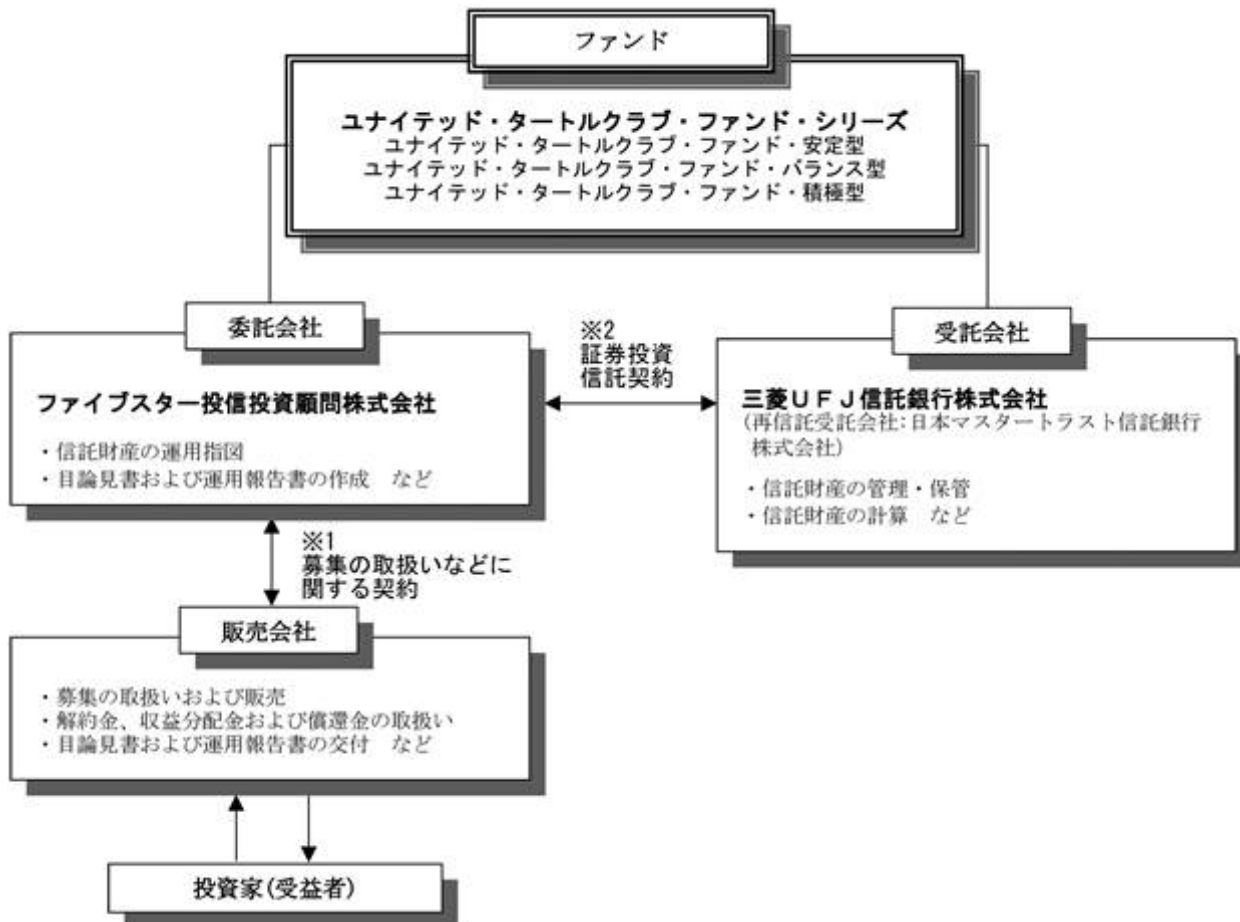 ファンド
ユナイテッド・タートルクラブ・ファンド・シリーズ
ユナイテッド・タートルクラブ・ファンド・安定型
ユナイテッド・タートルクラブ・ファンド・バランス型
ユナイテッド・タートルクラブ・ファンド・積極型
委託会社
ファイブスター投信投資顧問株式会社
・信託財産の運用指図
・目論見書および運用報告書の作成　など
※2
証券投資
信託契約
受託会社
三菱UFJ信託銀行株式会社
(再信託受託会社:日本マスタートラスト信託銀行
株式会社)
・信託財産の管理・保管
・信託財産の計算　など
※1
募集の取扱いなどに
関する契約
販売会社
・募集の取扱いおよび販売
・解約金、収益分配金および償還金の取扱い
・目論見書および運用報告書の交付　など
投資家(受益者)